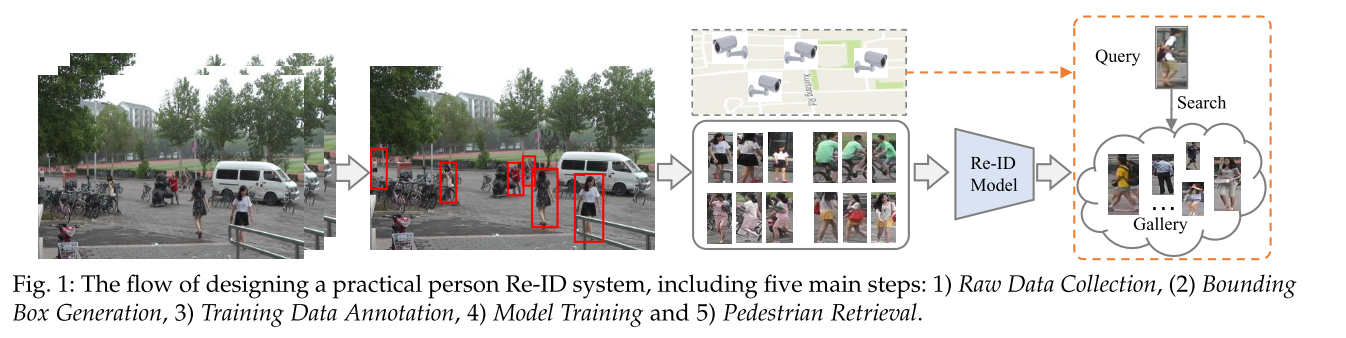 Xueyuan Rd
Query
Search
Re-ID
Model
...
Gallery
Fig. 1: The flow of designing a practical person Re-ID system, including five main steps: 1) Raw Data Collection, (2) Bounding
Box Generation, 3) Training Data Annotation, 4) Model Training and 5) Pedestrian Retrieval.